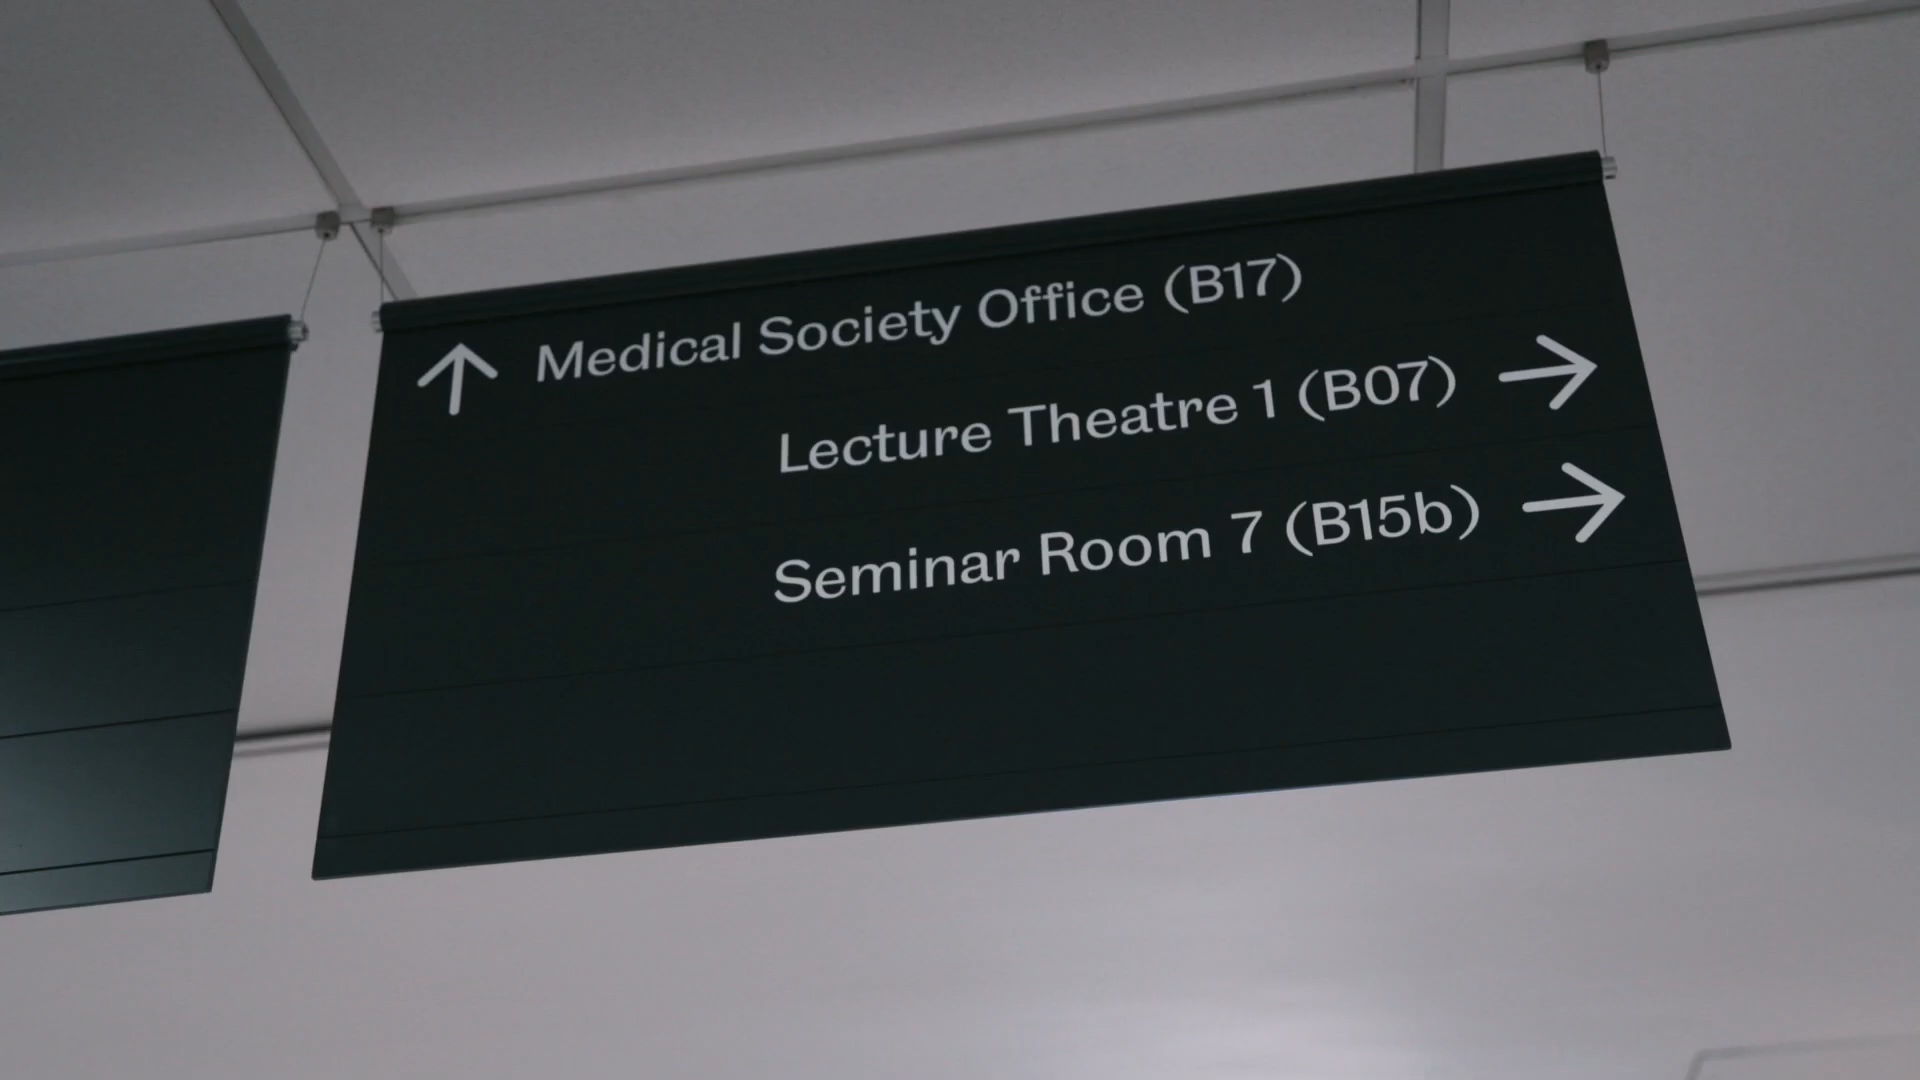 Medical Society Office (B17)
Lecture Theatre 1 (B07)
Seminar Room 7 (B15b)